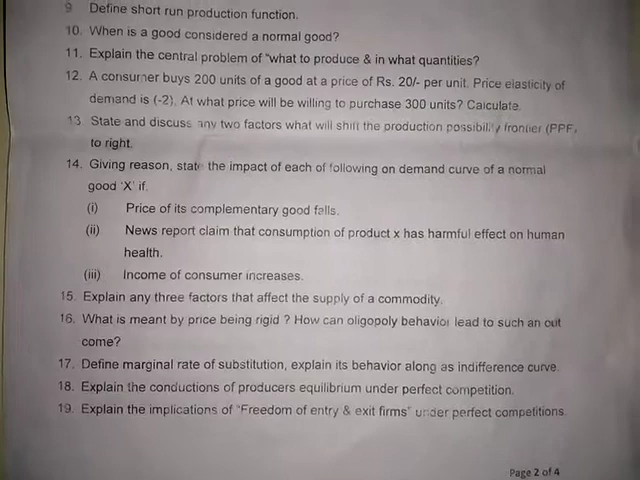 9 Define short run production function.
10. When is a good considered a normal good?
11. Explain the central problem of "what to produce & in what quantities?
12. A consumer buys 200 units of a good at a price of Rs. 20/- per unit. Price elasticity of
demand is (-2). At what price will be willing to purchase 300 units? Calculate.
13. State and discuss any two factors what will shift the production possibility frontier (PPF,
to right.
14. Giving reason, state the impact of each of following on demand curve of a normal
good 'X' if.
(i) Price of its complementary good falls.
(ii) News report claim that consumption of product x has harmful effect on human
health.
(iii) Income of consumer increases.
15. Explain any three factors that affect the supply of a commodity.
16. What is meant by price being rigid ? How can oligopoly behavior lead to such an out
come?
17. Define marginal rate of substitution, explain its behavior along as indifference curve.
18. Explain the conductions of producers equilibrium under perfect competition.
19. Explain the implications of "Freedom of entry & exit firms" under perfect competitions.
Page 2 of 4